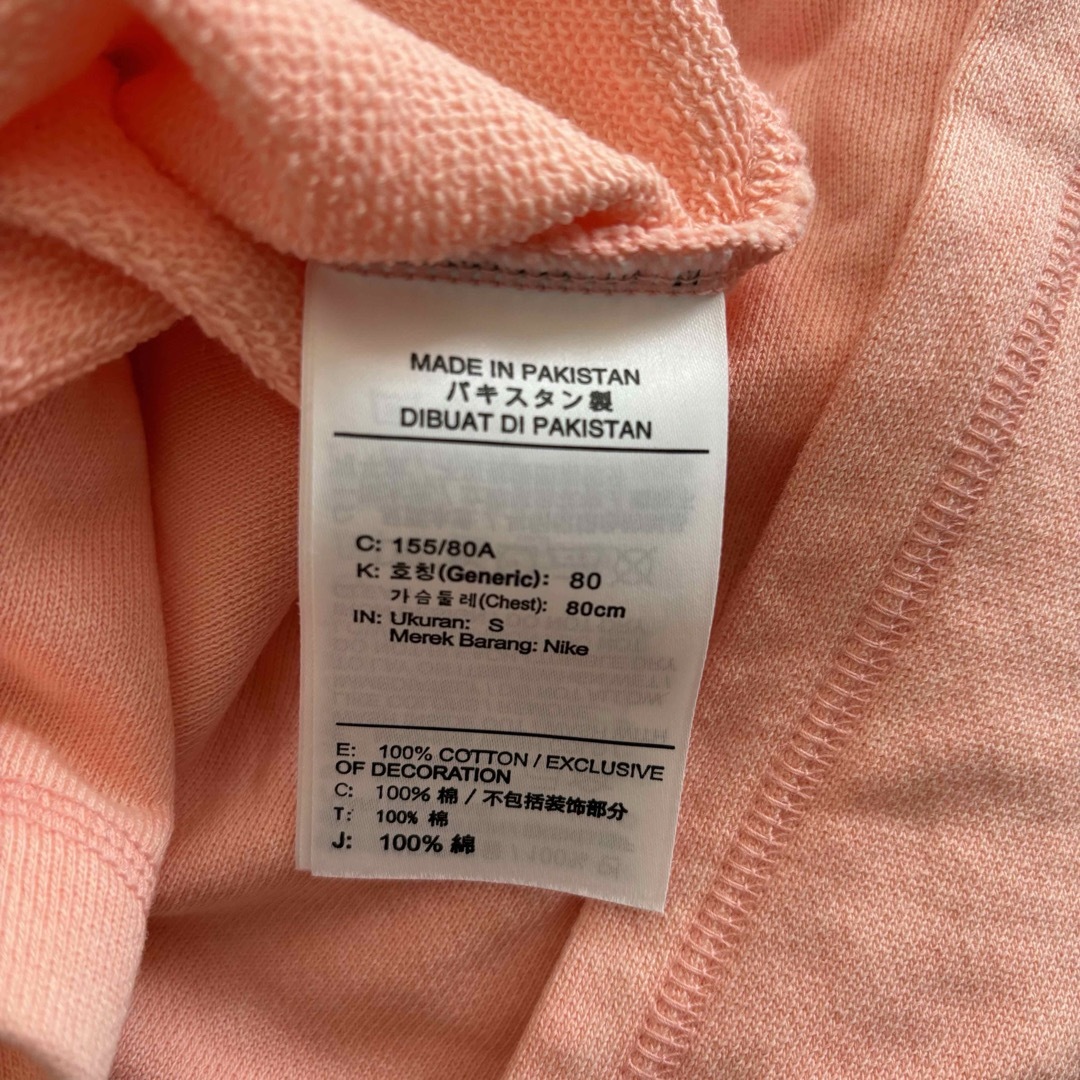 MADE IN PAKISTAN
パキスタン製
DIBUAT DI PAKISTAN
C: 155/80A
K: 호칭(Generic): 80
가슴둘레(Chest): 80cm
IN: Ukuran: S
Merek Barang: Nike
E: 100% COTTON / EXCLUSIVE
OF DECORATION
C: 100% 棉 / 不包括装饰部分
T: 100% 棉
J: 100% 綿